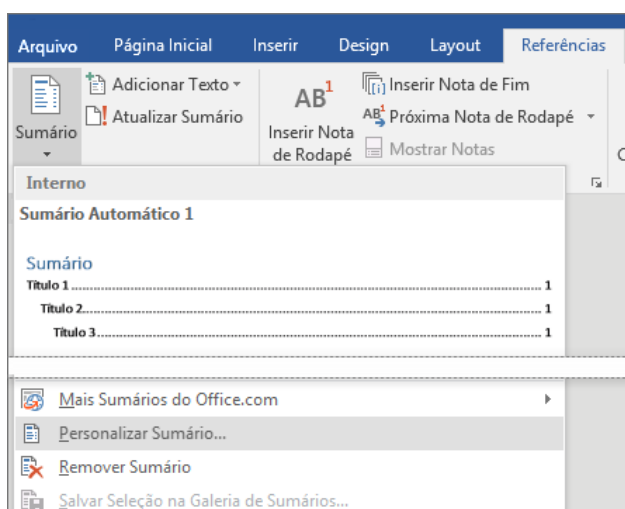 Arquivo Página Inicial Inserir Design Layout Referências
Sumário
Adicionar Texto
Atualizar Sumário
AB1
Inserir Nota de Rodapé
[i] Inserir Nota de Fim
AB Próxima Nota de Rodapé
Mostrar Notas
Interno
Sumário Automático 1
Sumário
Título 1 1
Título 2 1
Título 3 1
Mais Sumários do Office.com
Personalizar Sumário...
Remover Sumário
Salvar Seleção na Galeria de Sumários...